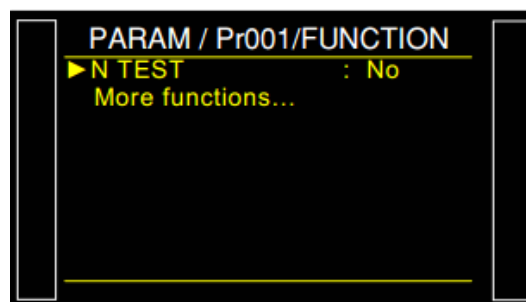 PARAM / Pr001/FUNCTION
►N TEST : No
More functions...